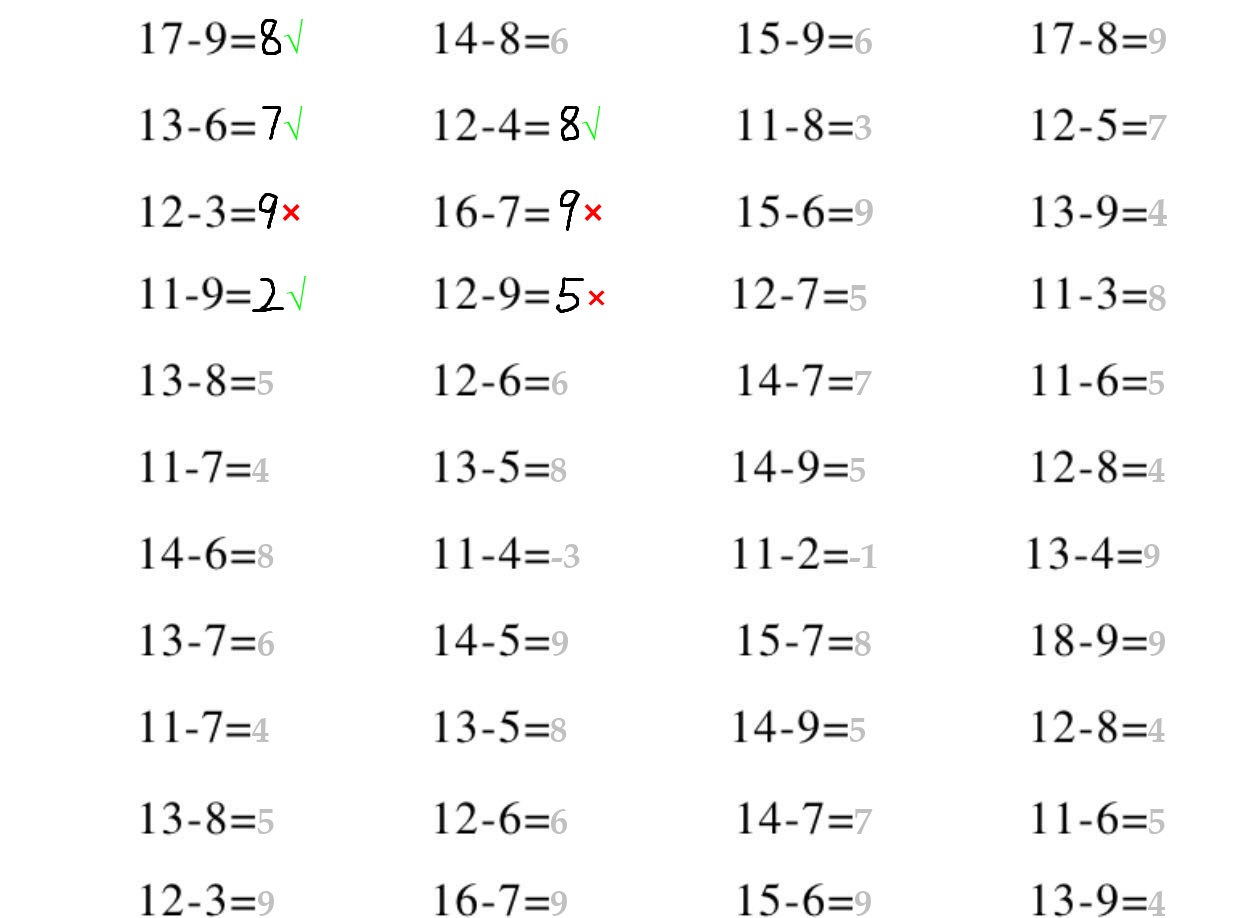 17-9=8√ 14-8=6 15-9=6 17-8=9
13-6=7√ 12-4=8√ 11-8=3 12-5=7
12-3=9× 16-7=9× 15-6=9 13-9=4
11-9=2√ 12-9=5× 12-7=5 11-3=8
13-8=5 12-6=6 14-7=7 11-6=5
11-7=4 13-5=8 14-9=5 12-8=4
14-6=8 11-4=-3 11-2=-1 13-4=9
13-7=6 14-5=9 15-7=8 18-9=9
11-7=4 13-5=8 14-9=5 12-8=4
13-8=5 12-6=6 14-7=7 11-6=5
12-3=9 16-7=9 15-6=9 13-9=4